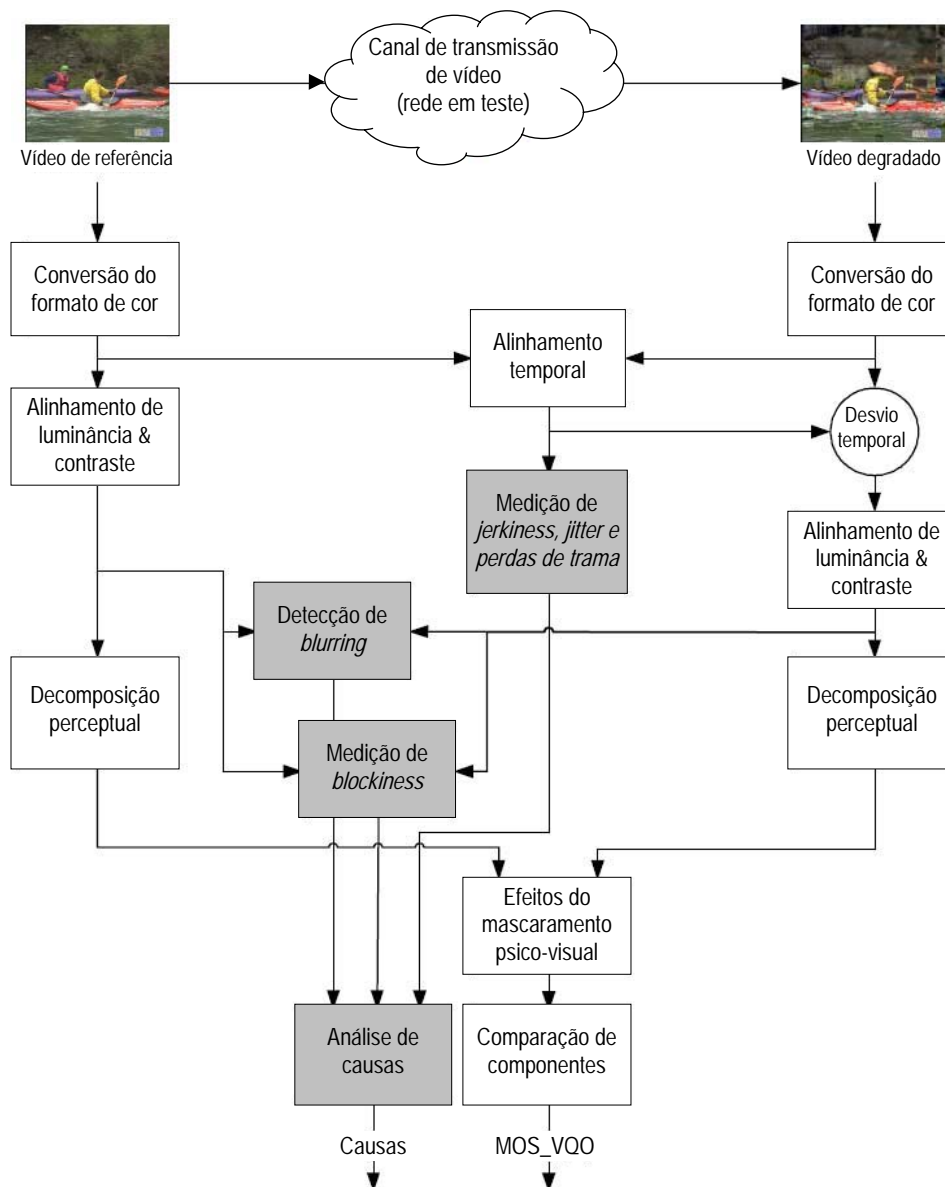 Canal de transmissão
de vídeo
(rede em teste)
Vídeo de referência
Vídeo degradado
Conversão do
formato de cor
Conversão do
formato de cor
Alinhamento
temporal
Alinhamento de
luminância &
contraste
Desvio
temporal
Medição de
jerkiness, jitter e
perdas de trama
Alinhamento de
luminância &
contraste
Detecção de
blurring
Decomposição
perceptual
Decomposição
perceptual
Medição de
blockiness
Efeitos do
mascaramento
psico-visual
Análise de
causas
Comparação de
componentes
Causas
MOS_VQO